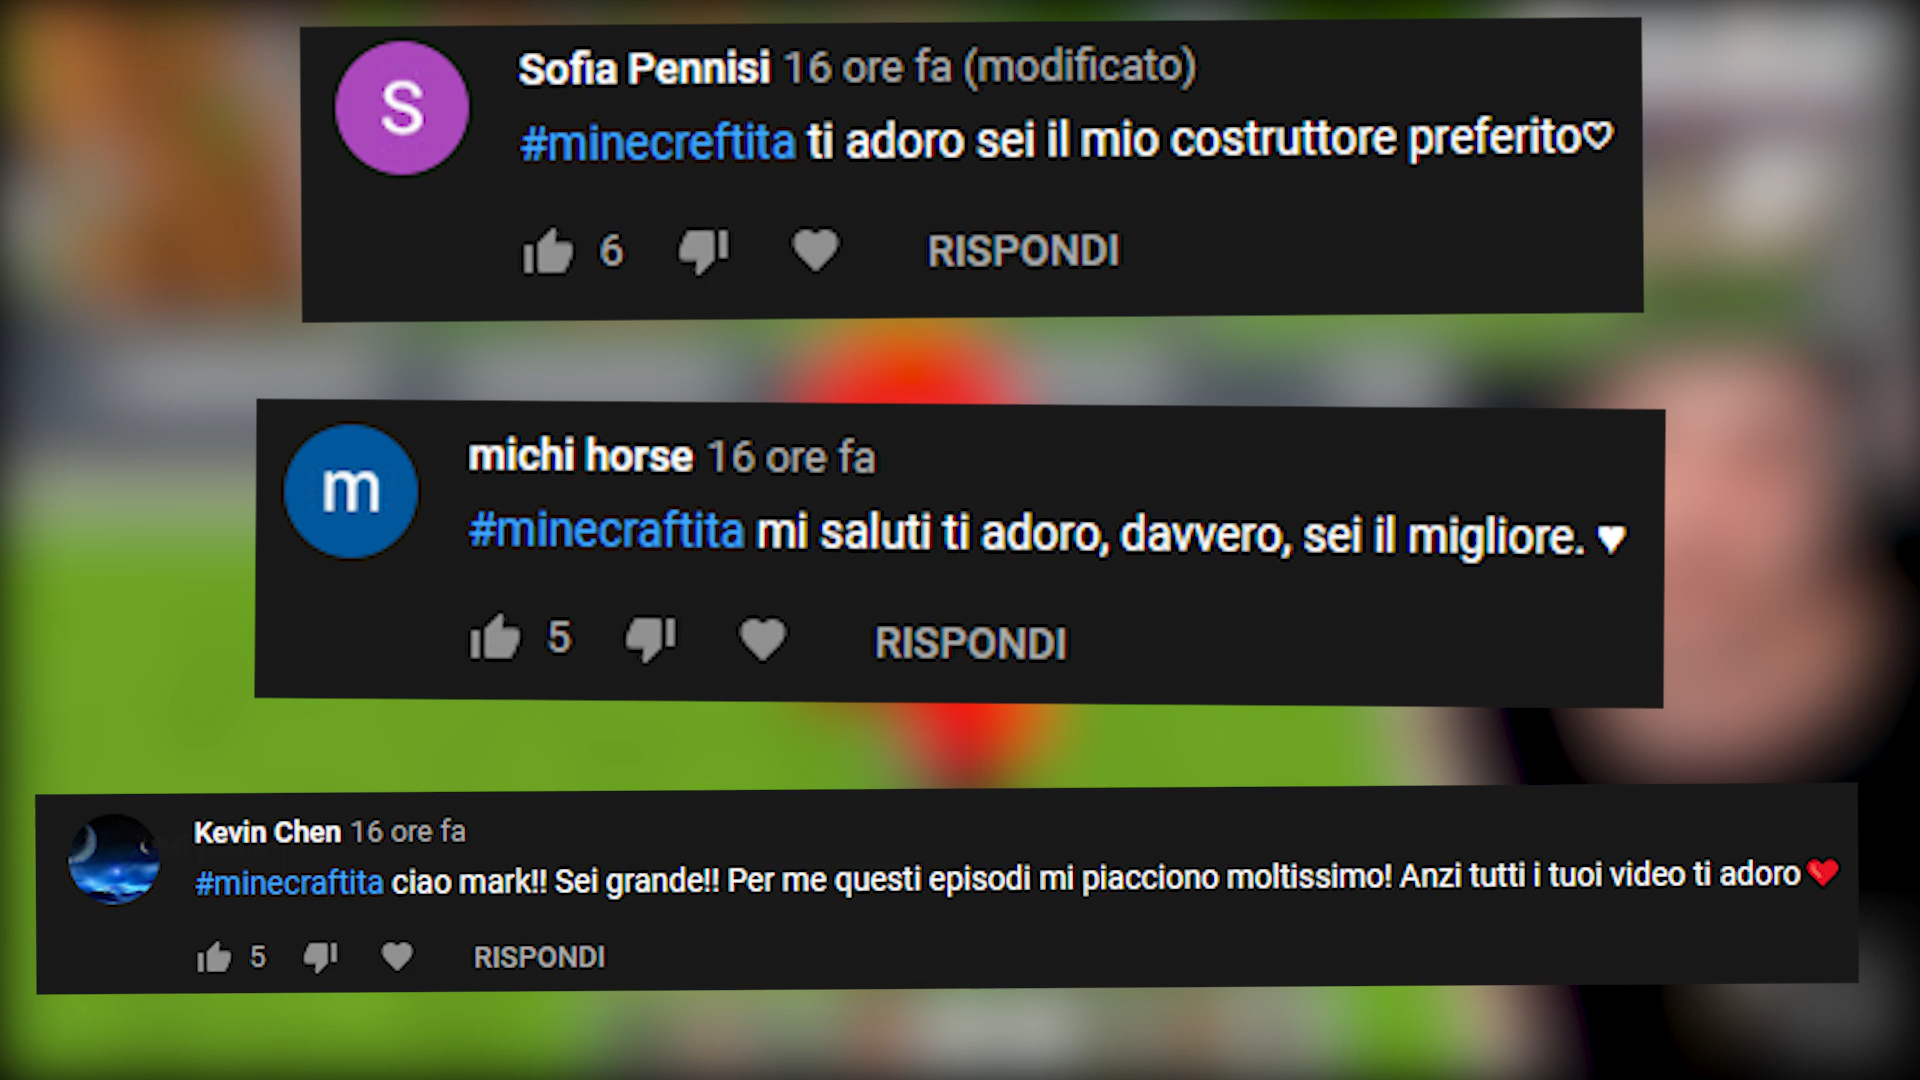 S
Sofia Pennisi 16 ore fa (modificato)
#minecreftita ti adoro sei il mio costruttore preferito♡
6 RISPONDI
m
michi horse 16 ore fa
#minecraftita mi saluti ti adoro, davvero, sei il migliore. ♥
5 RISPONDI
Kevin Chen 16 ore fa
#minecraftita ciao mark!! Sei grande!! Per me questi episodi mi piacciono moltissimo! Anzi tutti i tuoi video ti adoro❤️
5 RISPONDI